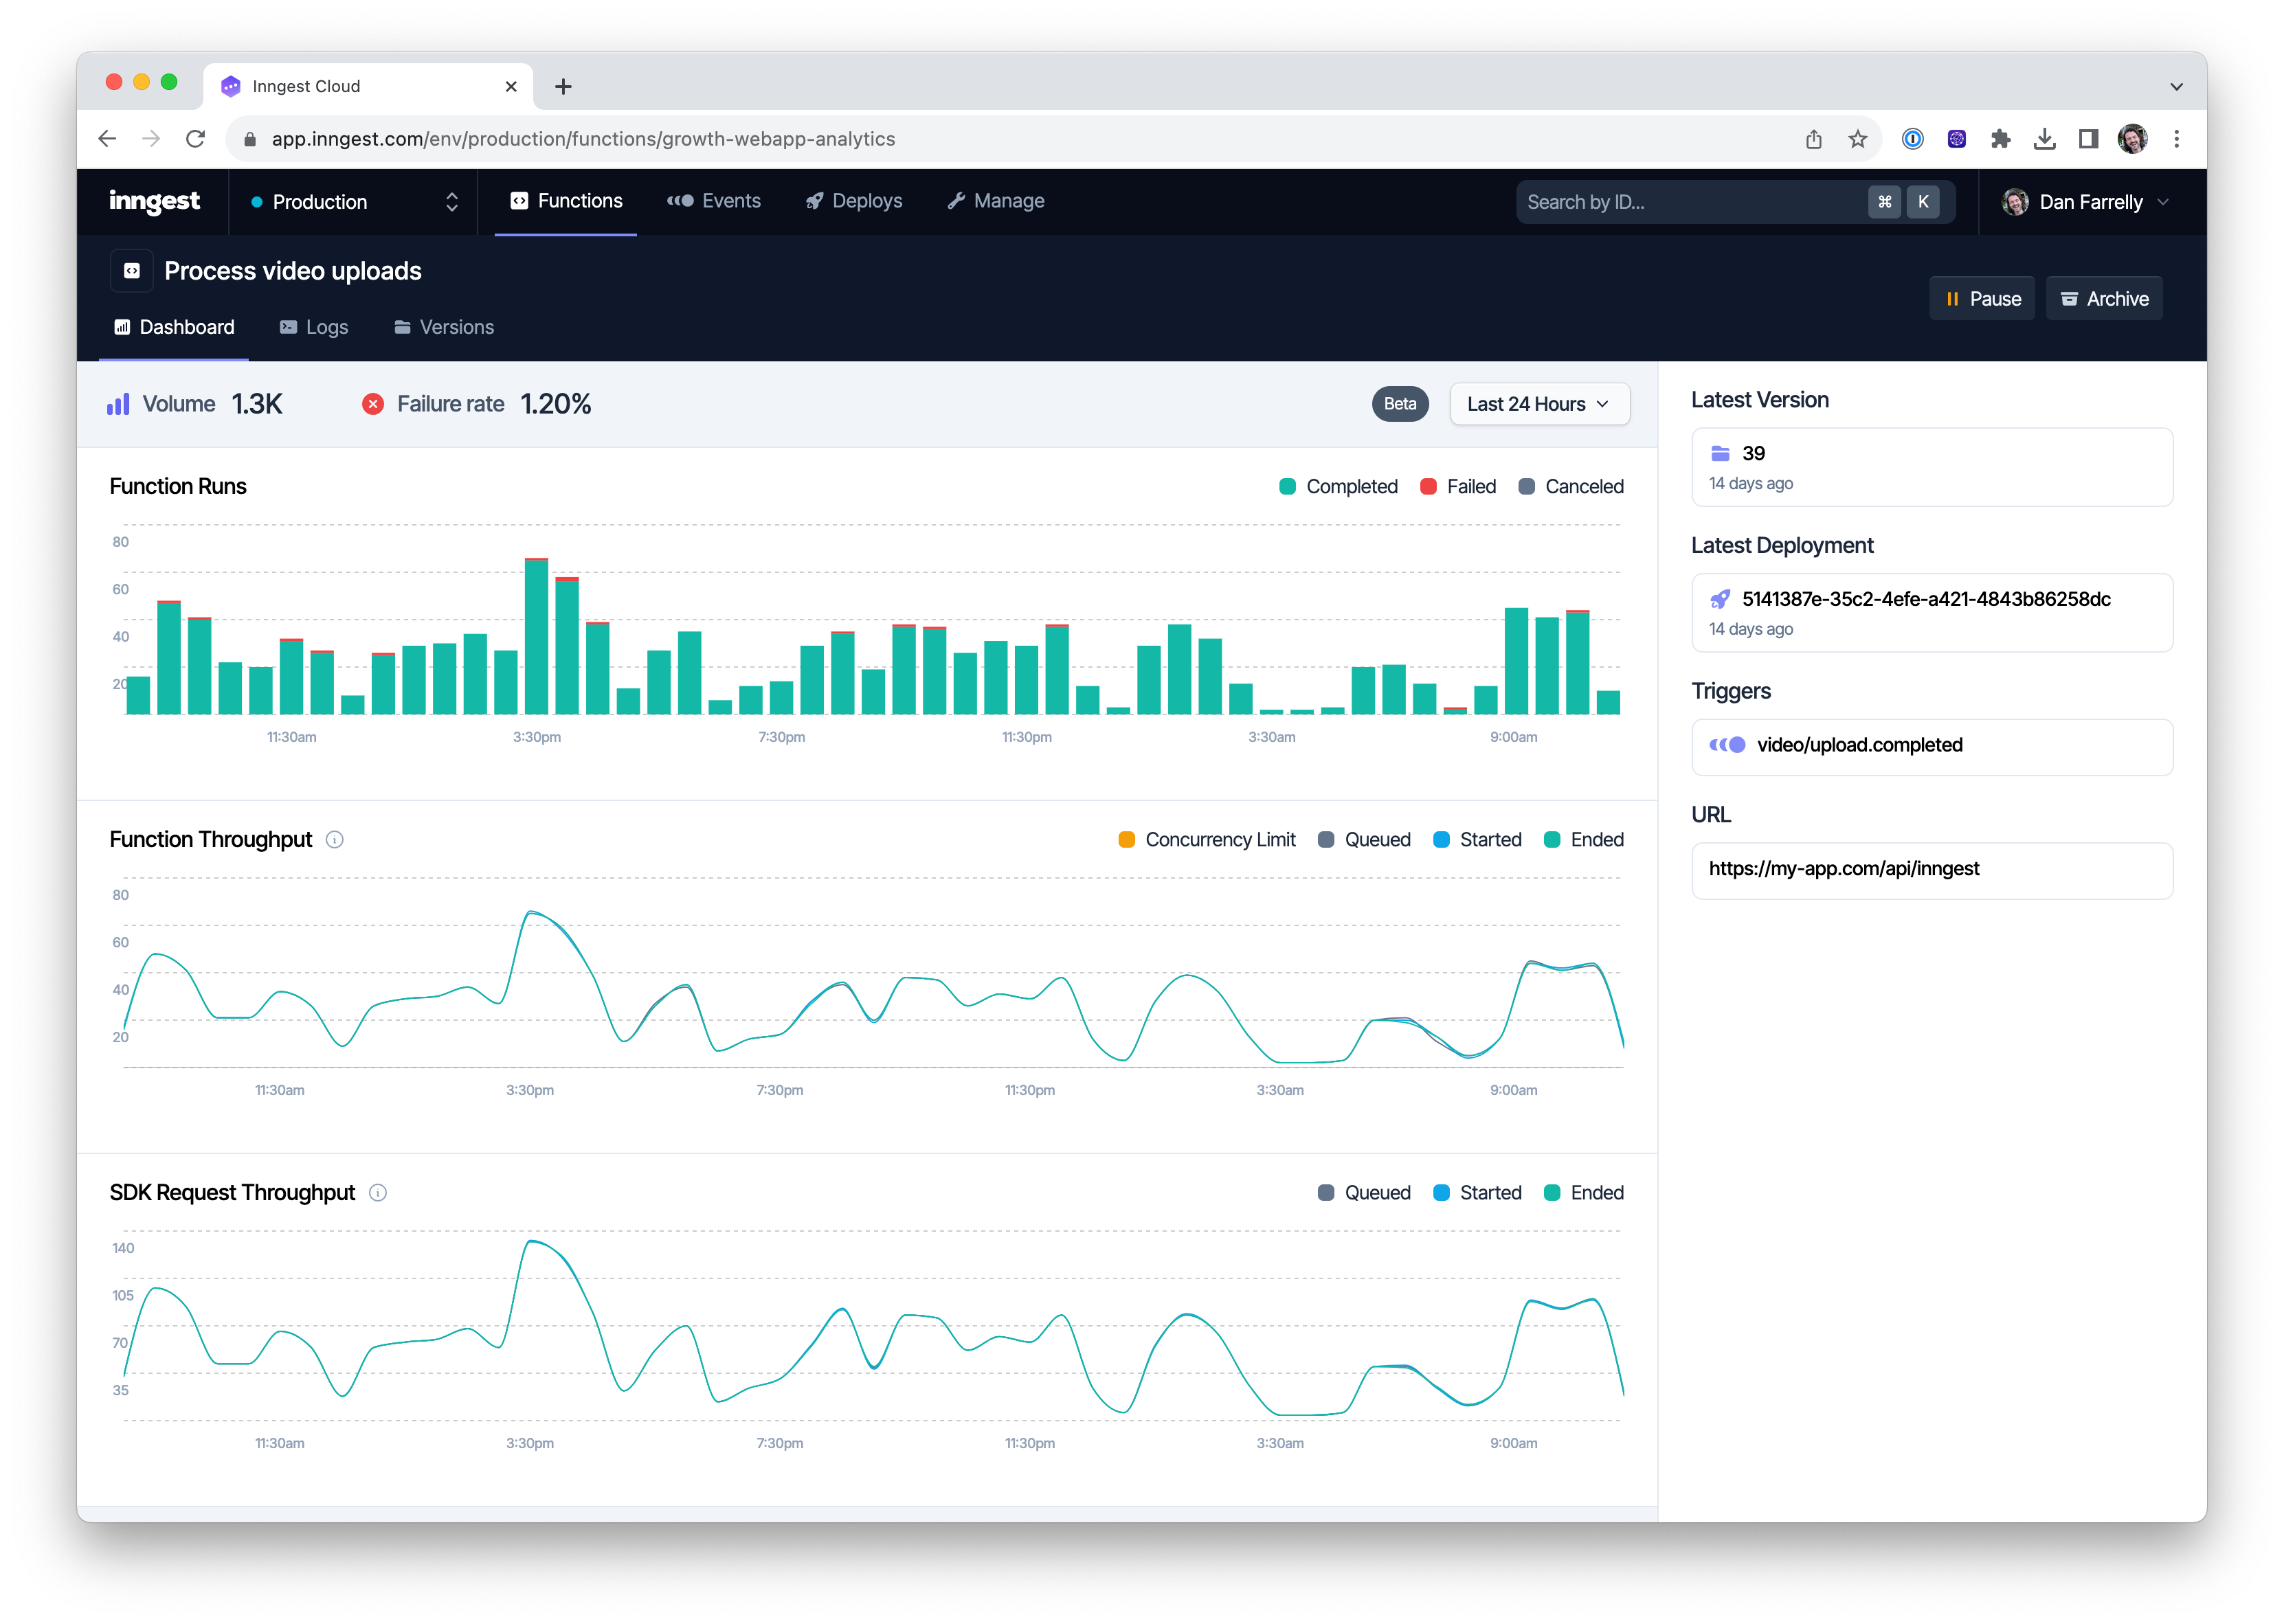 Inngest Cloud
app.inngest.com/env/production/functions/growth-webapp-analytics
inngest
Production
Functions
Events
Deploys
Manage
Search by ID...
⌘
K
Dan Farrelly
Process video uploads
Pause
Archive
Dashboard
Logs
Versions
Volume 1.3K
Failure rate 1.20%
Beta
Last 24 Hours
Function Runs
Completed
Failed
Canceled
80
60
40
20
11:30am
3:30pm
7:30pm
11:30pm
3:30am
9:00am
Function Throughput
Concurrency Limit
Queued
Started
Ended
80
60
40
20
11:30am
3:30pm
7:30pm
11:30pm
3:30am
9:00am
SDK Request Throughput
Queued
Started
Ended
140
105
70
35
11:30am
3:30pm
7:30pm
11:30pm
3:30am
9:00am
Latest Version
39
14 days ago
Latest Deployment
5141387e-35c2-4efe-a421-4843b86258dc
14 days ago
Triggers
video/upload.completed
URL
https://my-app.com/api/inngest